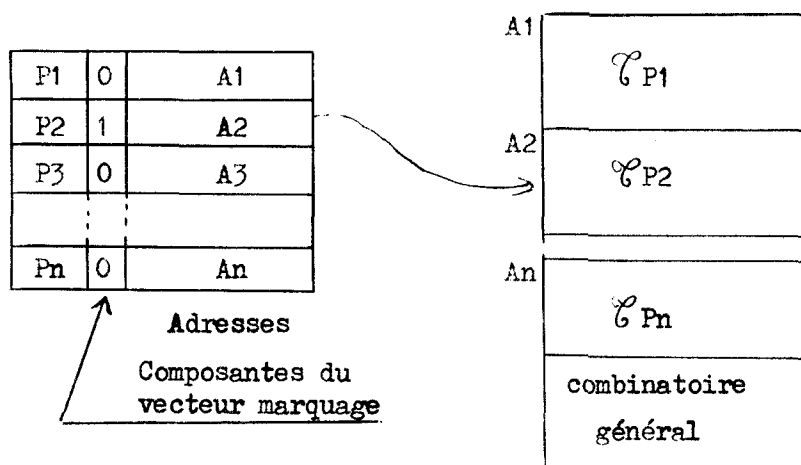 P1 0 A1
P2 1 A2
P3 0 A3
Pn 0 An
Adresses
Composantes du
vecteur marquage
A1
𝒞 P1
A2
𝒞 P2
An
𝒞 Pn
combinatoire
général